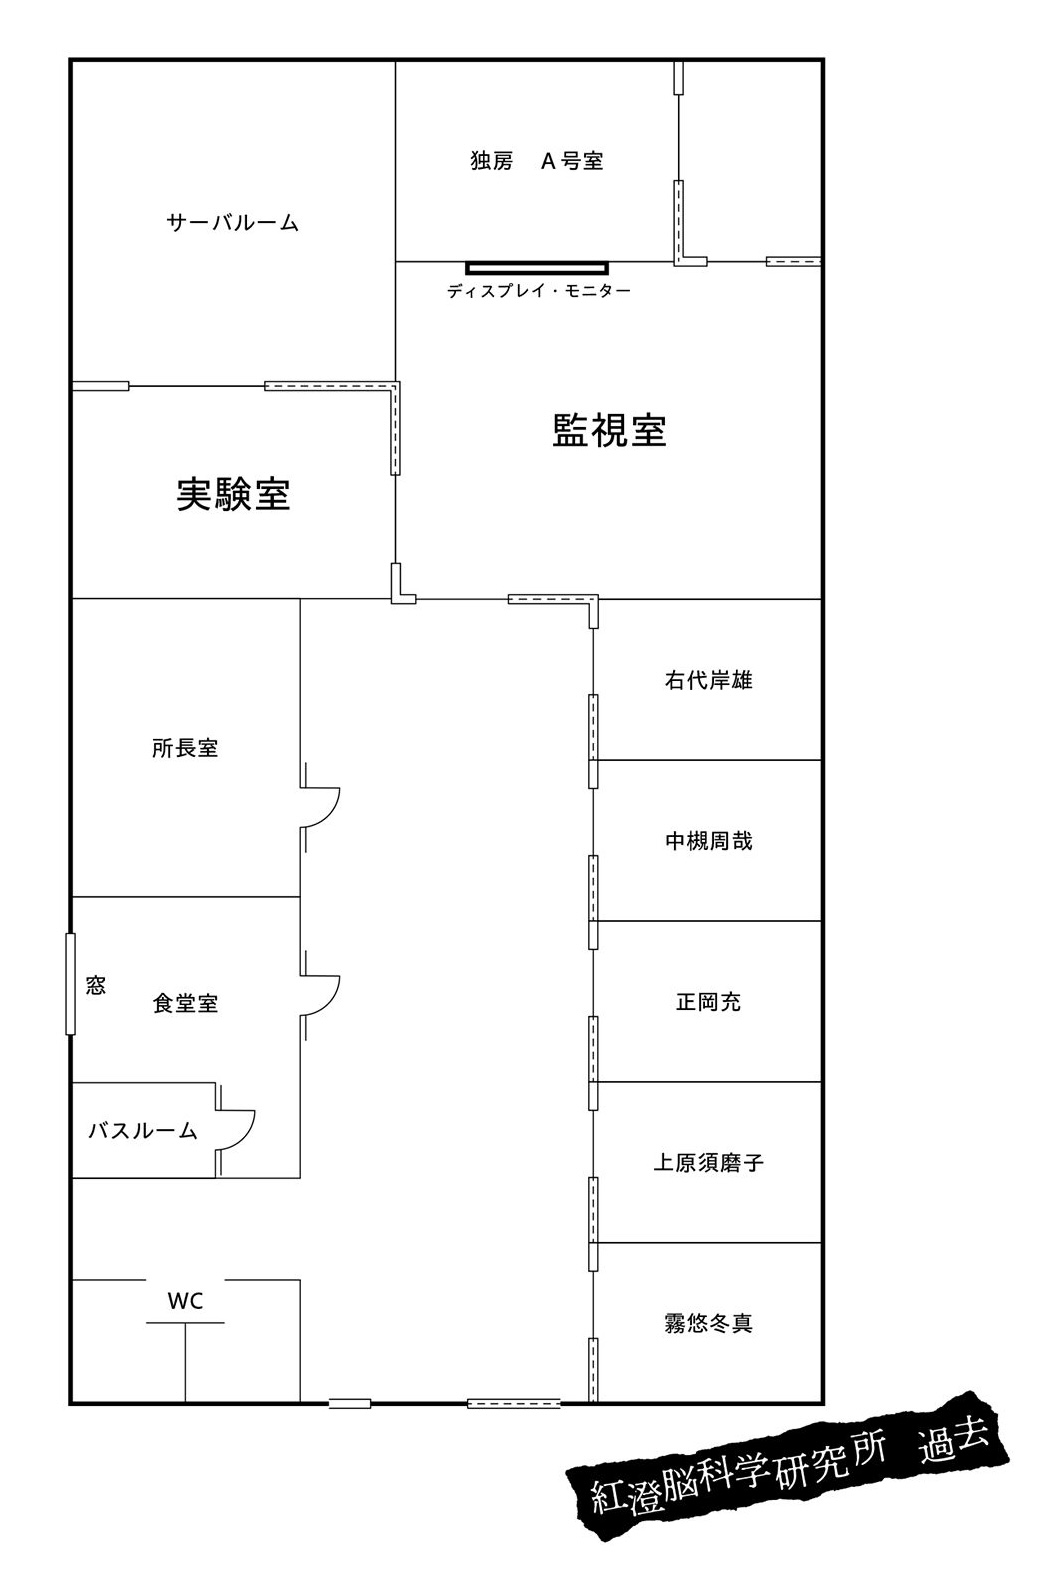 独房　A号室
サーバルーム
ディスプレイ・モニター
監視室
実験室
右代岸雄
所長室
中槻周哉
窓
食堂室
正岡充
バスルーム
上原須磨子
WC
霧悠冬真
紅澄脳科学研究所　過去